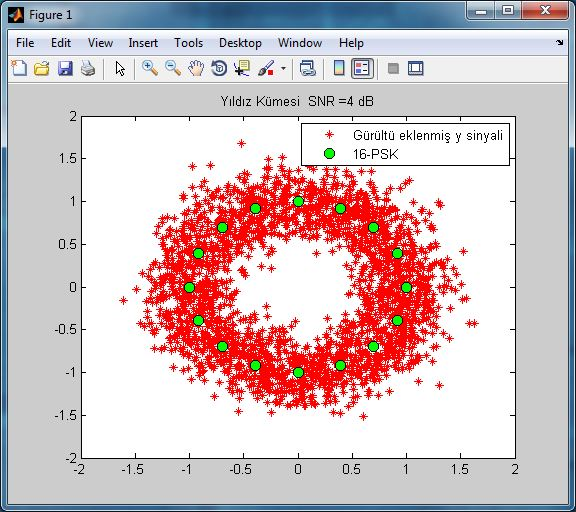 Figure 1
File Edit View Insert Tools Desktop Window Help
Yıldız Kümesi SNR =4 dB
Gürültü eklenmiş y sinyali
16-PSK
2
1.5
1
0.5
0
-0.5
-1
-1.5
-2
-2 -1.5 -1 -0.5 0 0.5 1 1.5 2